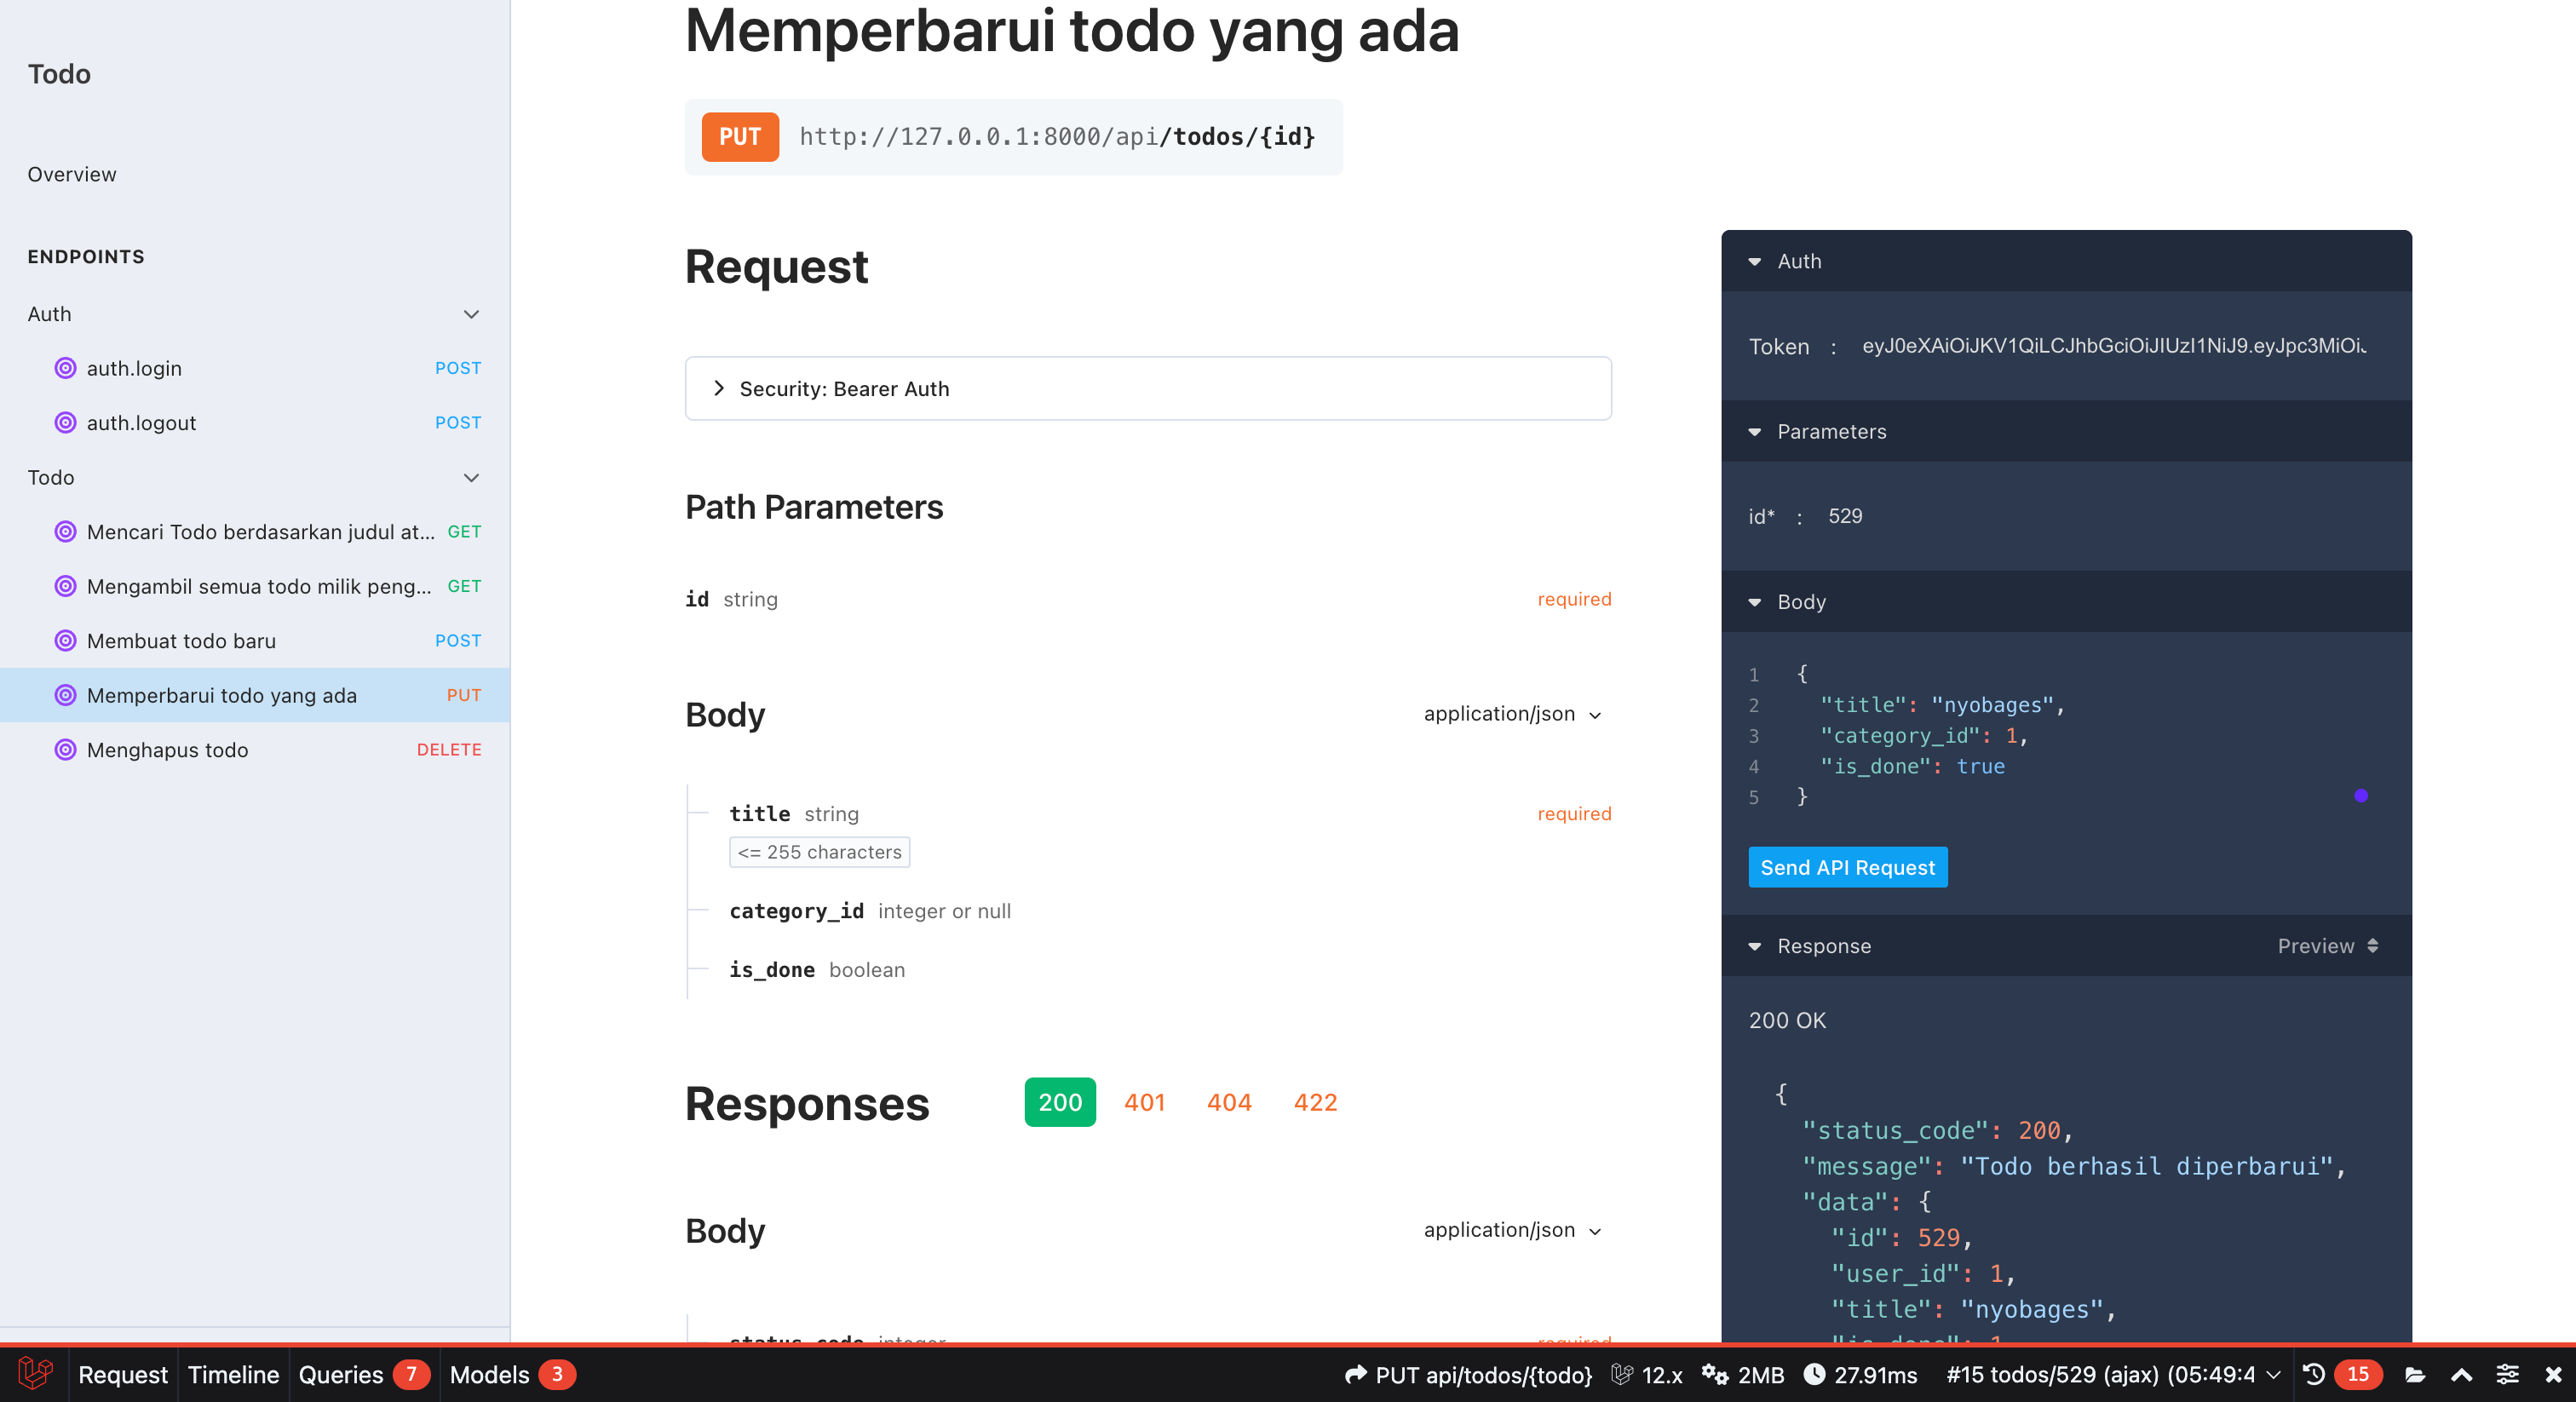 Todo
Overview
ENDPOINTS
Auth
auth.login POST
auth.logout POST
Todo
Mencari Todo berdasarkan judul at... GET
Mengambil semua todo milik peng... GET
Membuat todo baru POST
Memperbarui todo yang ada PUT
Menghapus todo DELETE
Memperbarui todo yang ada
PUT http://127.0.0.1:8000/api/todos/{id}
Request
Security: Bearer Auth
Path Parameters
id string required
Body application/json
title string required
<= 255 characters
category_id integer or null
is_done boolean
Responses 200 401 404 422
Body application/json
status_code integer required
Auth
Token : eyJ0eXAiOiJKV1QiLCJhbGciOiJIUzI1NiJ9.eyJpc3MiOiJ
Parameters
id* : 529
Body
1 {
2 "title": "nyobages",
3 "category_id": 1,
4 "is_done": true
5 }
Send API Request
Response Preview
200 OK
{
"status_code": 200,
"message": "Todo berhasil diperbarui",
"data": {
"id": 529,
"user_id": 1,
"title": "nyobages",
"is_done": 1
Request Timeline Queries 7 Models 3 PUT api/todos/{todo} 12.x 2MB 27.91ms #15 todos/529 (ajax) (05:49:4 15